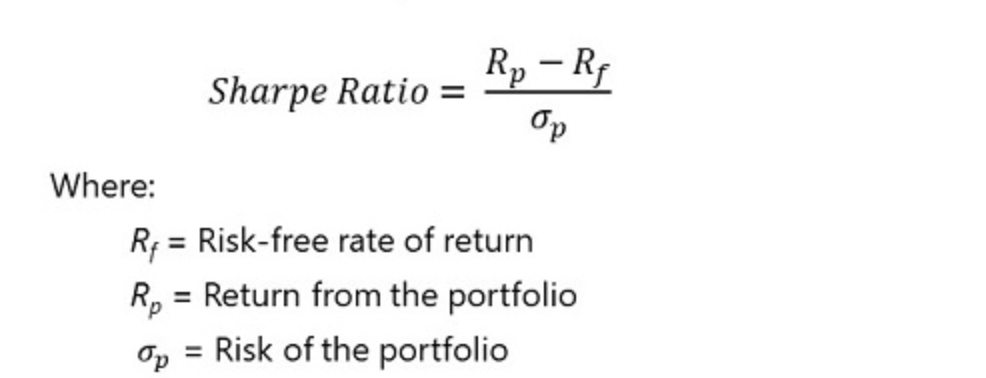 Sharpe Ratio = (R_p − R_f) / σ_p
Where:
R_f = Risk-free rate of return
R_p = Return from the portfolio
σ_p = Risk of the portfolio